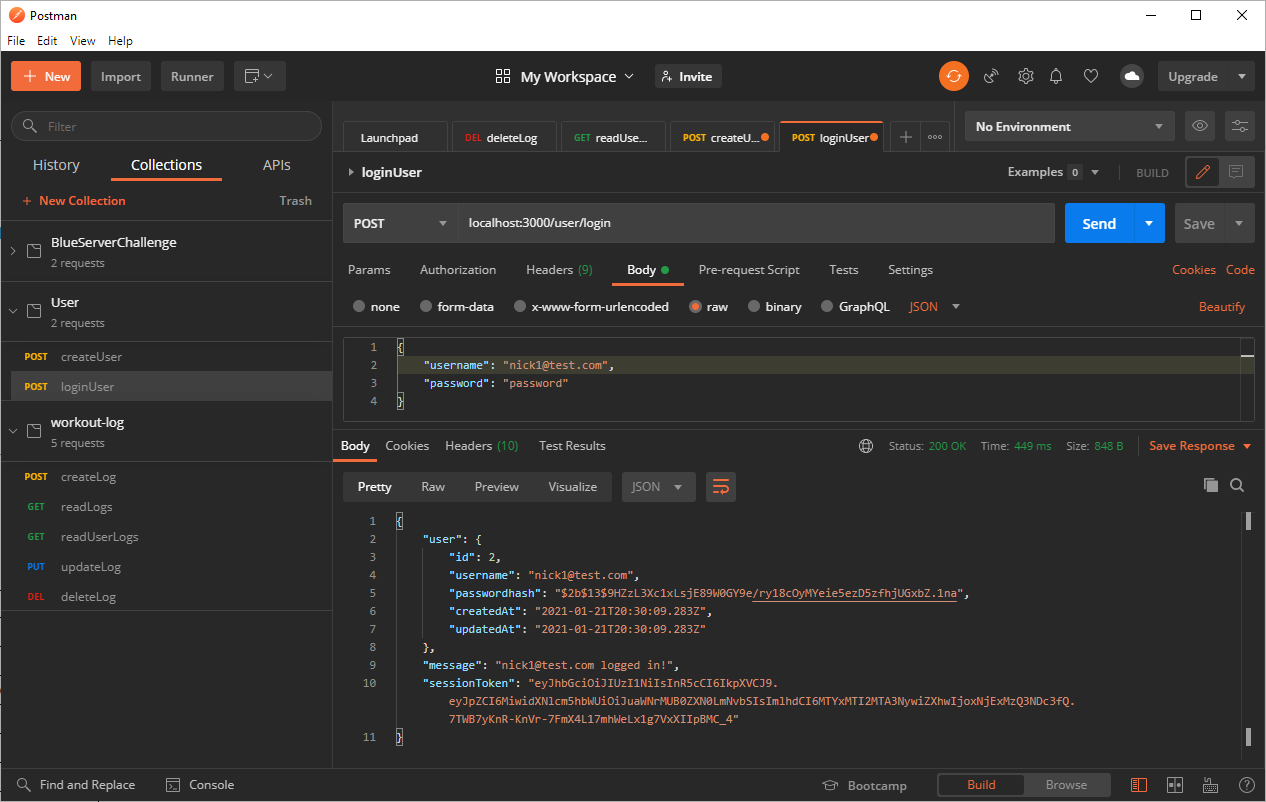 Postman
File Edit View Help
New Import Runner My Workspace Invite Upgrade
Filter
History Collections APIs
New Collection Trash
BlueServerChallenge
2 requests
User
2 requests
POST createUser
POST loginUser
workout-log
5 requests
POST createLog
GET readLogs
GET readUserLogs
PUT updateLog
DEL deleteLog
Launchpad DEL deleteLog GET readUse... POST createU... POST loginUser No Environment
loginUser Examples 0 BUILD
POST localhost:3000/user/login Send Save
Params Authorization Headers (9) Body Pre-request Script Tests Settings Cookies Code
none form-data x-www-form-urlencoded raw binary GraphQL JSON Beautify
1 {
2 "username": "nick1@test.com",
3 "password": "password"
4 }
Body Cookies Headers (10) Test Results Status: 200 OK Time: 449 ms Size: 848 B Save Response
Pretty Raw Preview Visualize JSON
1 {
2 "user": {
3 "id": 2,
4 "username": "nick1@test.com",
5 "passwordhash": "$2b$13$9HZzL3Xc1xLsjE89W0GY9e/ry18cOyMYeie5ezD5zfhjUGxbZ.1na",
6 "createdAt": "2021-01-21T20:30:09.283Z",
7 "updatedAt": "2021-01-21T20:30:09.283Z"
8 },
9 "message": "nick1@test.com logged in!",
10 "sessionToken": "eyJhbGciOiJIUzI1NiIsInR5cCI6IkpXVCJ9.
eyJpZCI6MiwidXNlcm5hbWUiOiJuaWNrMUB0ZXN0LmNvbSIsImlhdCI6MTYxMTI2MTA3NywiZXhwIjoxNjExMzQ3NDc3fQ.
7TWB7yKnR-KnVr-7FmX4L17mhWeLx1g7VxXIIpBMC_4"
11 }
Find and Replace Console Bootcamp Build Browse